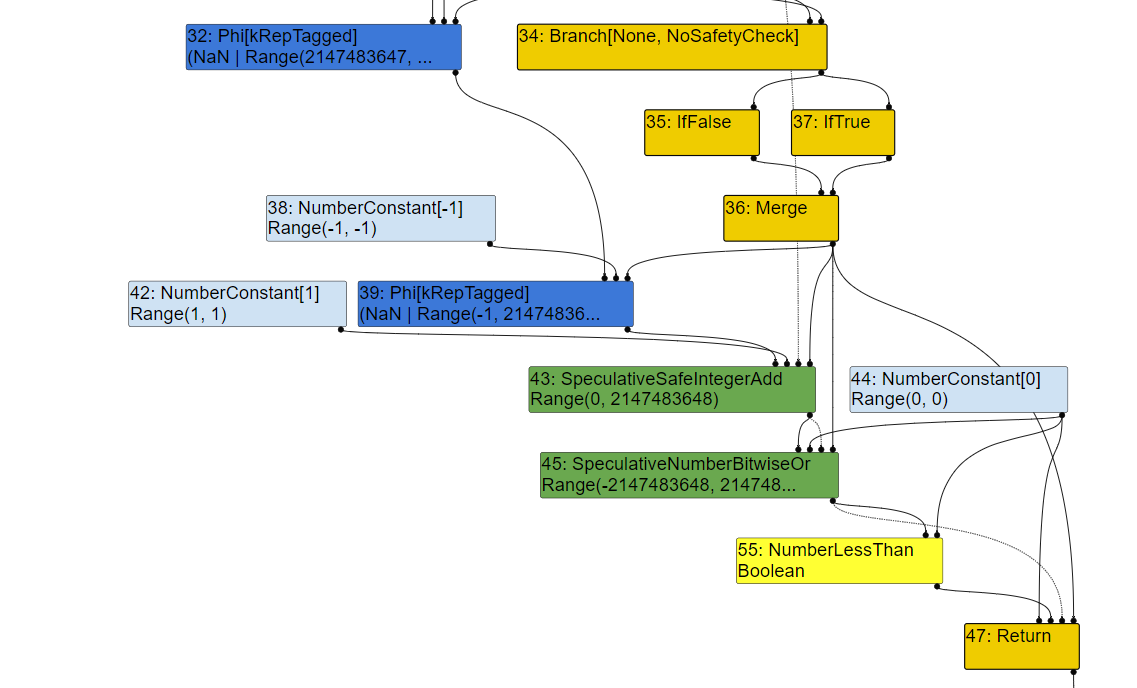 32: Phi[kRepTagged]
(NaN | Range(2147483647, ...
34: Branch[None, NoSafetyCheck]
35: IfFalse
37: IfTrue
38: NumberConstant[-1]
Range(-1, -1)
36: Merge
42: NumberConstant[1]
Range(1, 1)
39: Phi[kRepTagged]
(NaN | Range(-1, 21474836...
43: SpeculativeSafeIntegerAdd
Range(0, 2147483648)
44: NumberConstant[0]
Range(0, 0)
45: SpeculativeNumberBitwiseOr
Range(-2147483648, 214748...
55: NumberLessThan
Boolean
47: Return